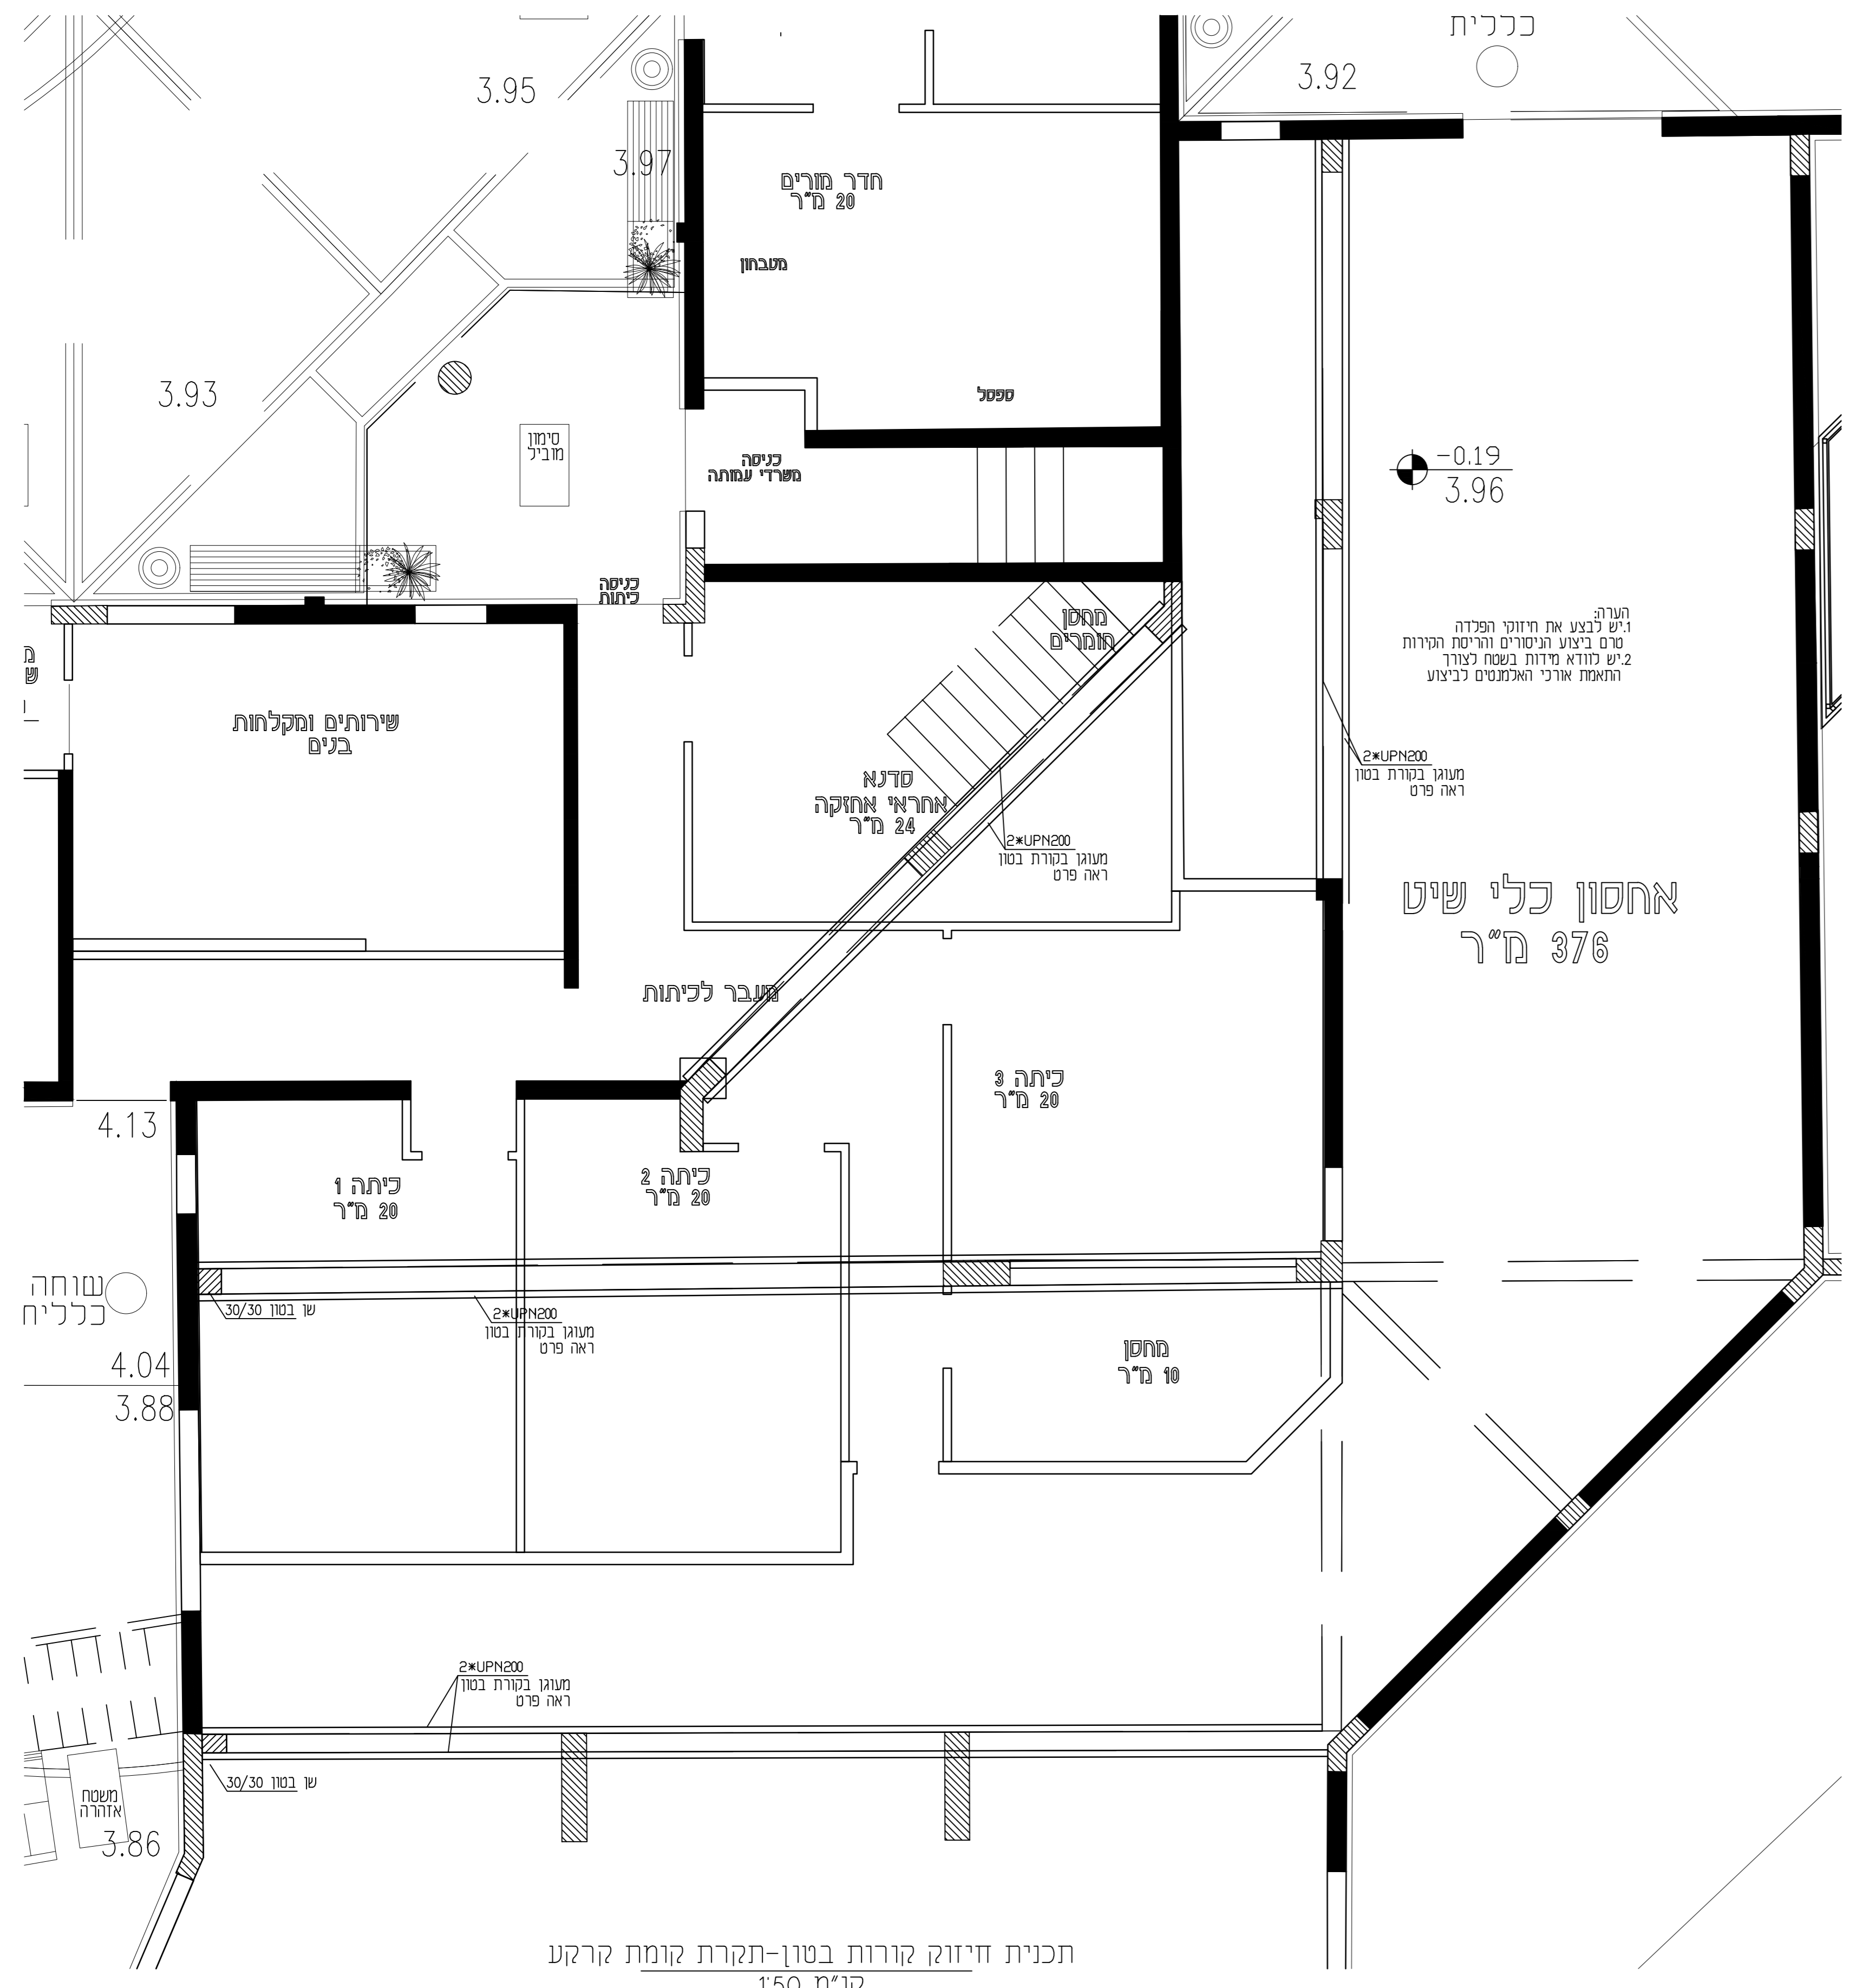 כללית
3.95
3.92
3.97
חדר מורים
20 מ"ר
מטבחון
3.93
ספסל
סימון
מוביל
כניסה
משרדי עמותה
-0.19
3.96
כניסה
כיתות
מחסן
חומרים
הערה:
1.יש לבצע את חיזוקי הפלדה
טרם ביצוע הניסורים והריסת הקירות
2.יש לוודא מידות בשטח לצורך
התאמת אורכי האלמנטים לביצוע
שירותים ומקלחות
בנים
2*UPN200
מעוגן בקורת בטון
ראה פרט
סדנא
אחראי אחזקה
24 מ"ר
2*UPN200
מעוגן בקורת בטון
ראה פרט
אחסון כלי שיט
376 מ"ר
מעבר לכיתות
כיתה 3
20 מ"ר
4.13
כיתה 1
20 מ"ר
כיתה 2
20 מ"ר
שוחה
כללית
שן בטון 30/30
2*UPN200
מעוגן בקורת בטון
ראה פרט
מחסן
10 מ"ר
4.04
3.88
2*UPN200
מעוגן בקורת בטון
ראה פרט
שן בטון 30/30
משטח
אזהרה
3.86
תכנית חיזוק קורות בטון-תקרת קומת קרקע
קנ"מ 1:50